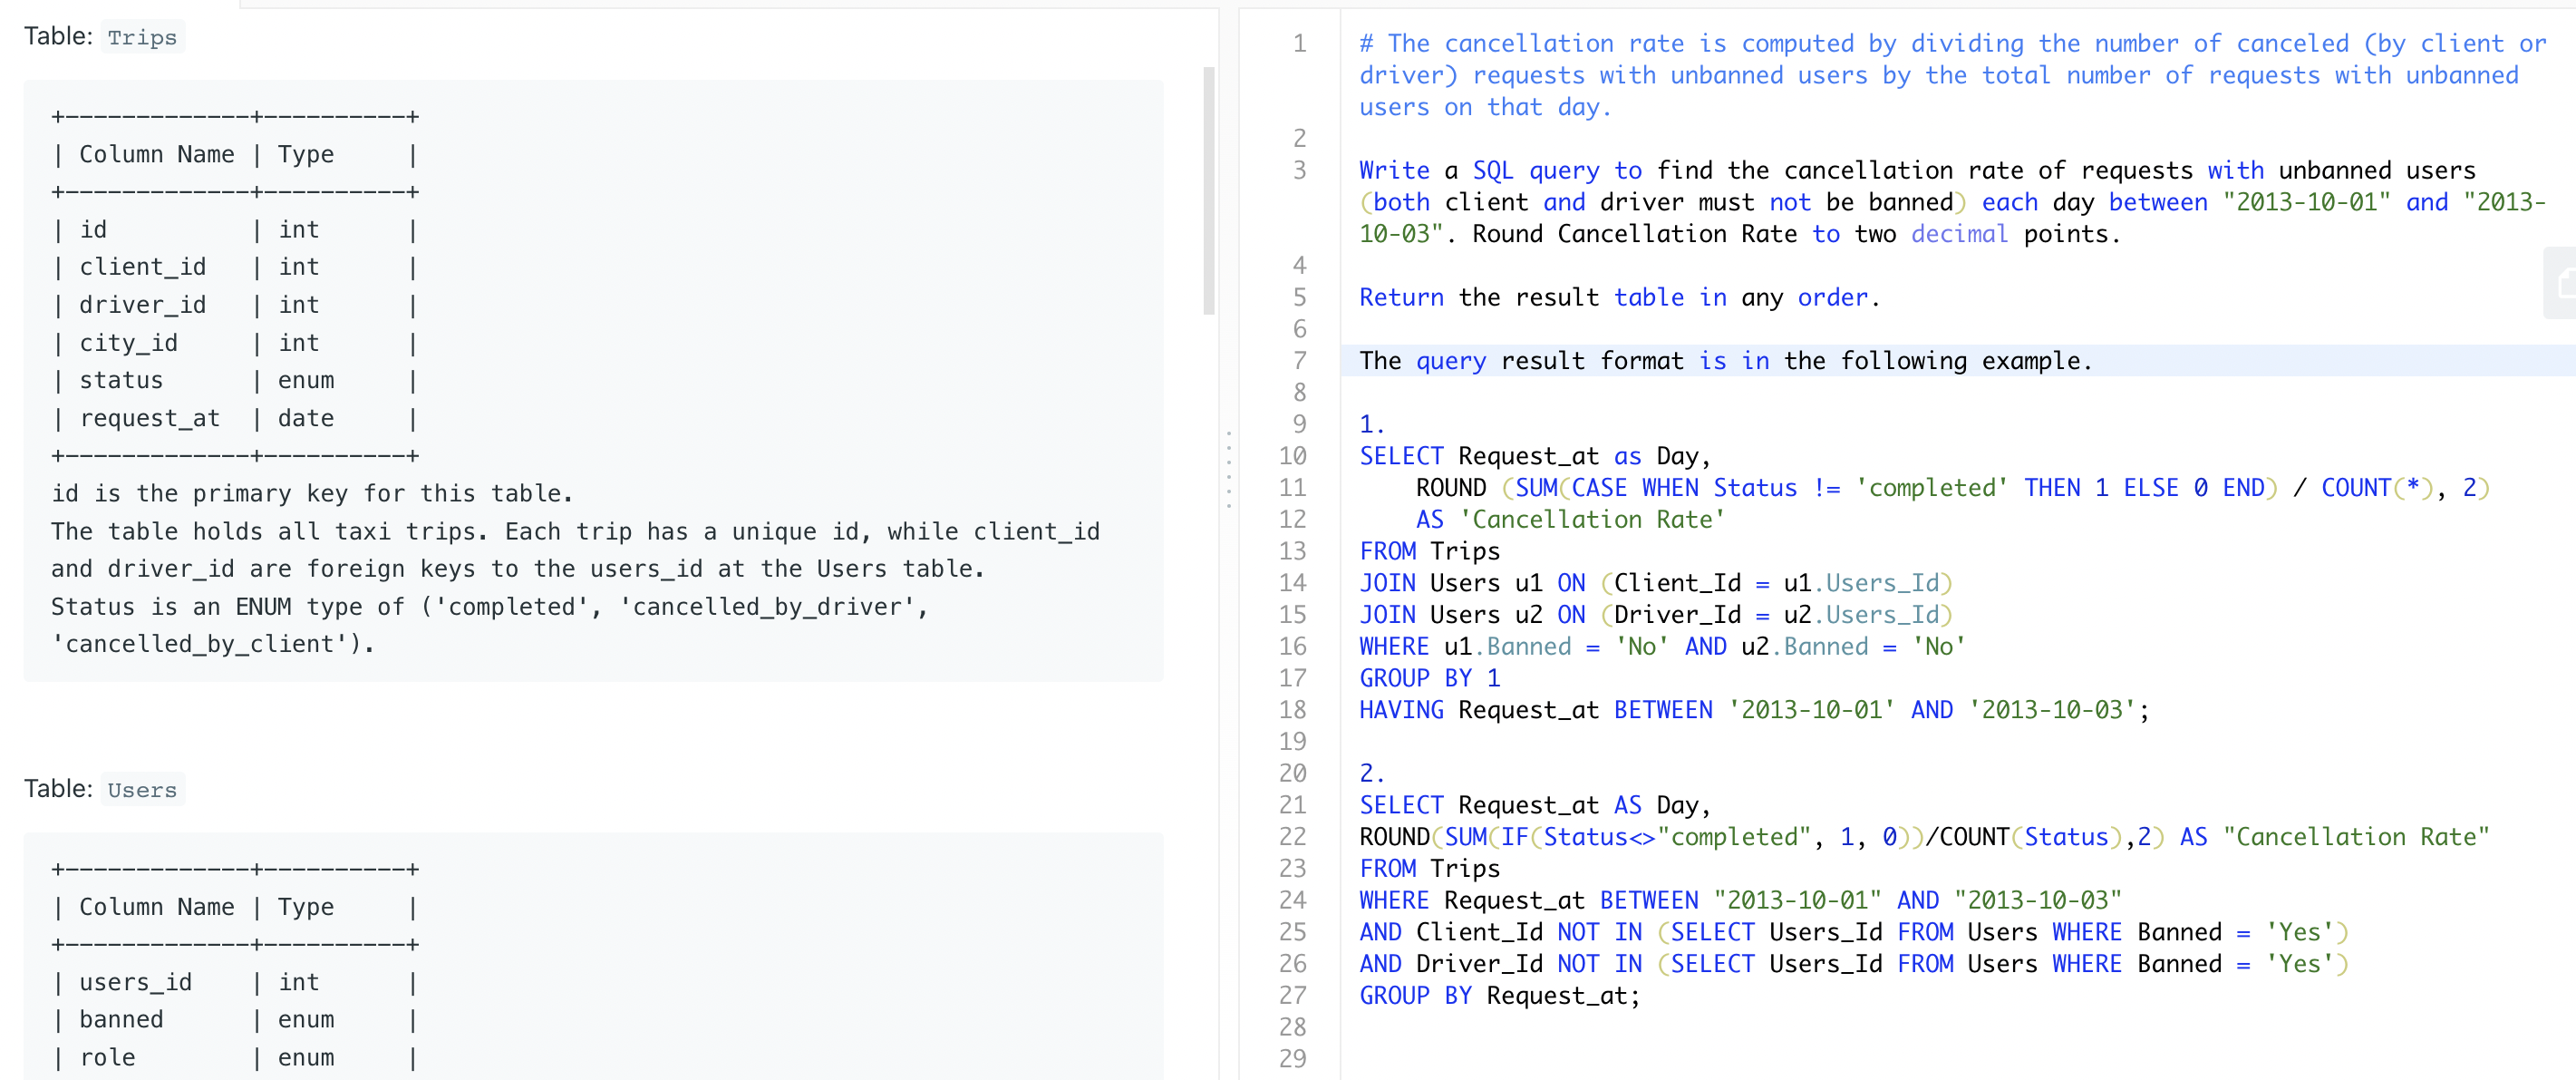 Table: Trips
+-------------+----------+
| Column Name | Type     |
+-------------+----------+
| id          | int      |
| client_id   | int      |
| driver_id   | int      |
| city_id     | int      |
| status      | enum     |
| request_at  | date     |
+-------------+----------+
id is the primary key for this table.
The table holds all taxi trips. Each trip has a unique id, while client_id
and driver_id are foreign keys to the users_id at the Users table.
Status is an ENUM type of ('completed', 'cancelled_by_driver',
'cancelled_by_client').
Table: Users
+-------------+----------+
| Column Name | Type     |
+-------------+----------+
| users_id    | int      |
| banned      | enum     |
| role        | enum     |
1 # The cancellation rate is computed by dividing the number of canceled (by client or
driver) requests with unbanned users by the total number of requests with unbanned
users on that day.
2
3 Write a SQL query to find the cancellation rate of requests with unbanned users
(both client and driver must not be banned) each day between "2013-10-01" and "2013-
10-03". Round Cancellation Rate to two decimal points.
4
5 Return the result table in any order.
6
7 The query result format is in the following example.
8
9 1.
10 SELECT Request_at as Day,
11     ROUND (SUM(CASE WHEN Status != 'completed' THEN 1 ELSE 0 END) / COUNT(*), 2)
12     AS 'Cancellation Rate'
13 FROM Trips
14 JOIN Users u1 ON (Client_Id = u1.Users_Id)
15 JOIN Users u2 ON (Driver_Id = u2.Users_Id)
16 WHERE u1.Banned = 'No' AND u2.Banned = 'No'
17 GROUP BY 1
18 HAVING Request_at BETWEEN '2013-10-01' AND '2013-10-03';
19
20 2.
21 SELECT Request_at AS Day,
22 ROUND(SUM(IF(Status<>"completed", 1, 0))/COUNT(Status),2) AS "Cancellation Rate"
23 FROM Trips
24 WHERE Request_at BETWEEN "2013-10-01" AND "2013-10-03"
25 AND Client_Id NOT IN (SELECT Users_Id FROM Users WHERE Banned = 'Yes')
26 AND Driver_Id NOT IN (SELECT Users_Id FROM Users WHERE Banned = 'Yes')
27 GROUP BY Request_at;
28
29